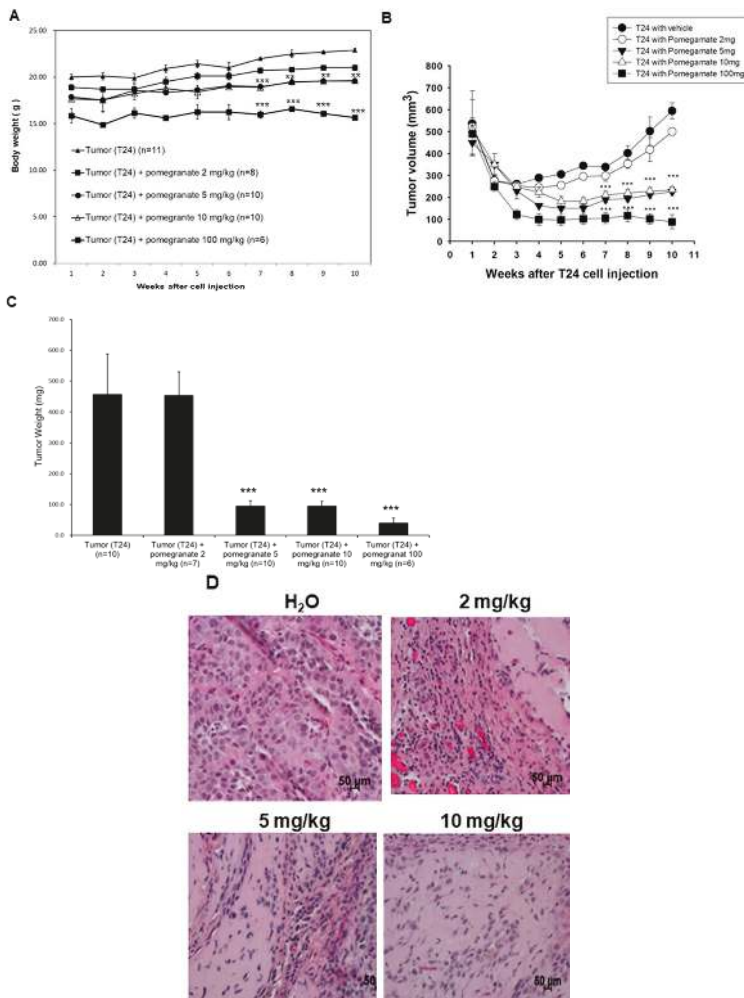 A
Body weight ( g )
25.00
20.00
15.00
10.00
5.00
0.00
*** ** ** **
*** *** *** ***
Tumor (T24) (n=11)
Tumor (T24) + pomegranate 2 mg/kg (n=8)
Tumor (T24) + pomegranate 5 mg/kg (n=10)
Tumor (T24) + pomegrante 10 mg/kg (n=10)
Tumor (T24) + pomegranate 100 mg/kg (n=6)
1 2 3 4 5 6 7 8 9 10
Weeks after cell injection
B
T24 with vehicle
T24 with Pomegamate 2mg
T24 with Pomegamate 5mg
T24 with Pomegamate 10mg
T24 with Pomegamate 100mg
Tumor volume (mm³)
800
700
600
500
400
300
200
100
0
*** *** *** ***
*** *** *** ***
0 1 2 3 4 5 6 7 8 9 10 11
Weeks after T24 cell injection
C
Tumor Weight (mg)
700.0
600.0
500.0
400.0
300.0
200.0
100.0
0.0
*** *** ***
Tumor (T24)
(n=10)
Tumor (T24) +
pomegranate 2
mg/kg (n=7)
Tumor (T24) +
pomegranate 5
mg/kg (n=10)
Tumor (T24) +
pomegranate 10
mg/kg (n=10)
Tumor (T24) +
pomegranat 100
mg/kg (n=6)
D
H₂O
2 mg/kg
50 μm
50 μm
5 mg/kg
10 mg/kg
50
50 μm